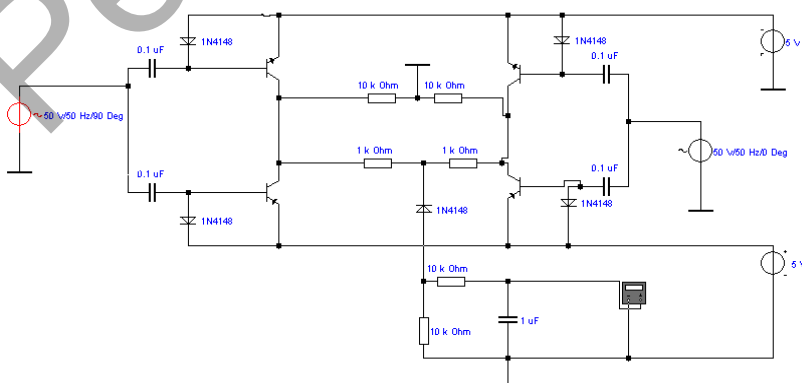 1N4148
1N4148
0.1 uF
0.1 uF
5 V
10 k Ohm
10 k Ohm
50 V/50 Hz/90 Deg
1 k Ohm
1 k Ohm
50 V/50 Hz/0 Deg
0.1 uF
0.1 uF
1N4148
1N4148
1N4148
5 V
10 k Ohm
1 uF
10 k Ohm